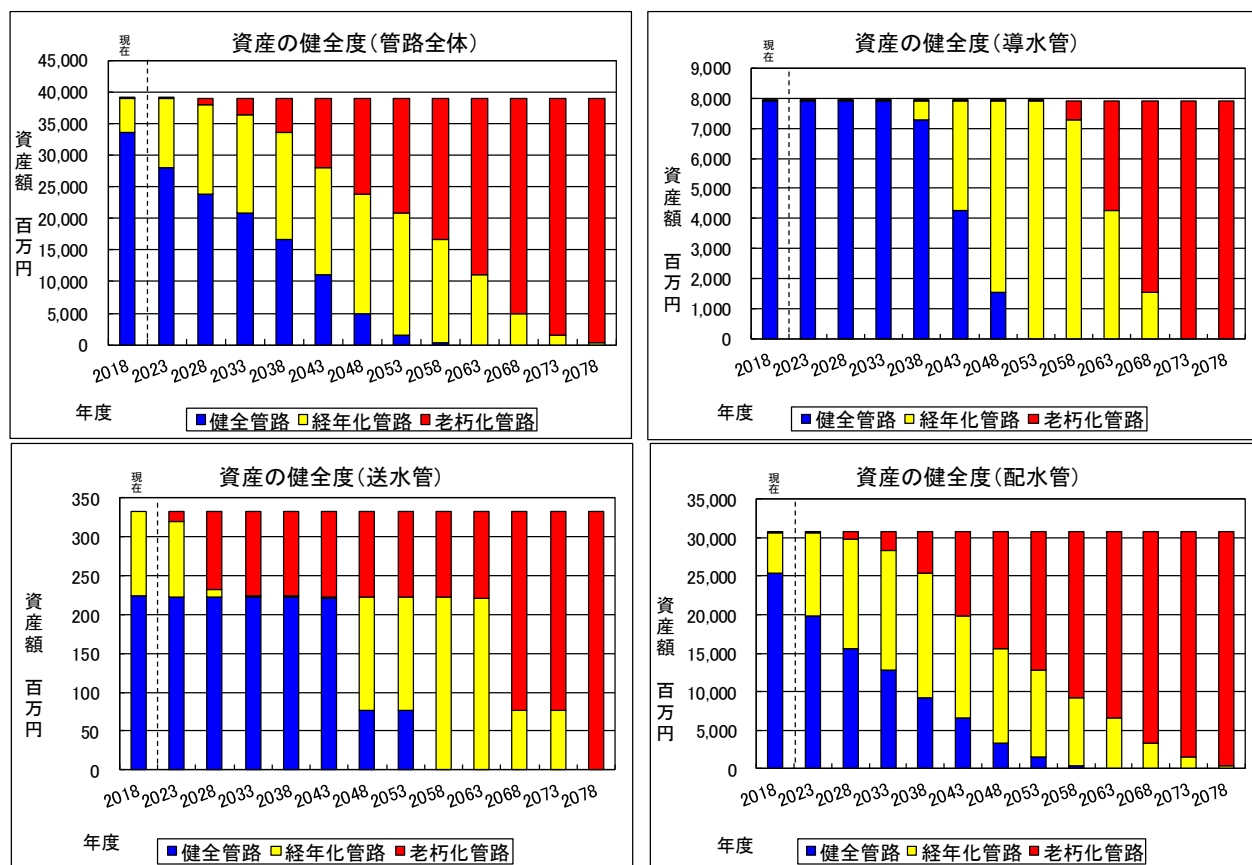 資産の健全度(管路全体)
現在
45,000
40,000
35,000
30,000
25,000
20,000
15,000
10,000
5,000
0
資産額 百万円
2018 2023 2028 2033 2038 2043 2048 2053 2058 2063 2068 2073 2078
年度
健全管路 経年化管路 老朽化管路
資産の健全度(導水管)
現在
9,000
8,000
7,000
6,000
5,000
4,000
3,000
2,000
1,000
0
資産額 百万円
2018 2023 2028 2033 2038 2043 2048 2053 2058 2063 2068 2073 2078
年度
健全管路 経年化管路 老朽化管路
資産の健全度(送水管)
現在
350
300
250
200
150
100
50
0
資産額 百万円
2018 2023 2028 2033 2038 2043 2048 2053 2058 2063 2068 2073 2078
年度
健全管路 経年化管路 老朽化管路
資産の健全度(配水管)
現在
35,000
30,000
25,000
20,000
15,000
10,000
5,000
0
資産額 百万円
2018 2023 2028 2033 2038 2043 2048 2053 2058 2063 2068 2073 2078
年度
健全管路 経年化管路 老朽化管路